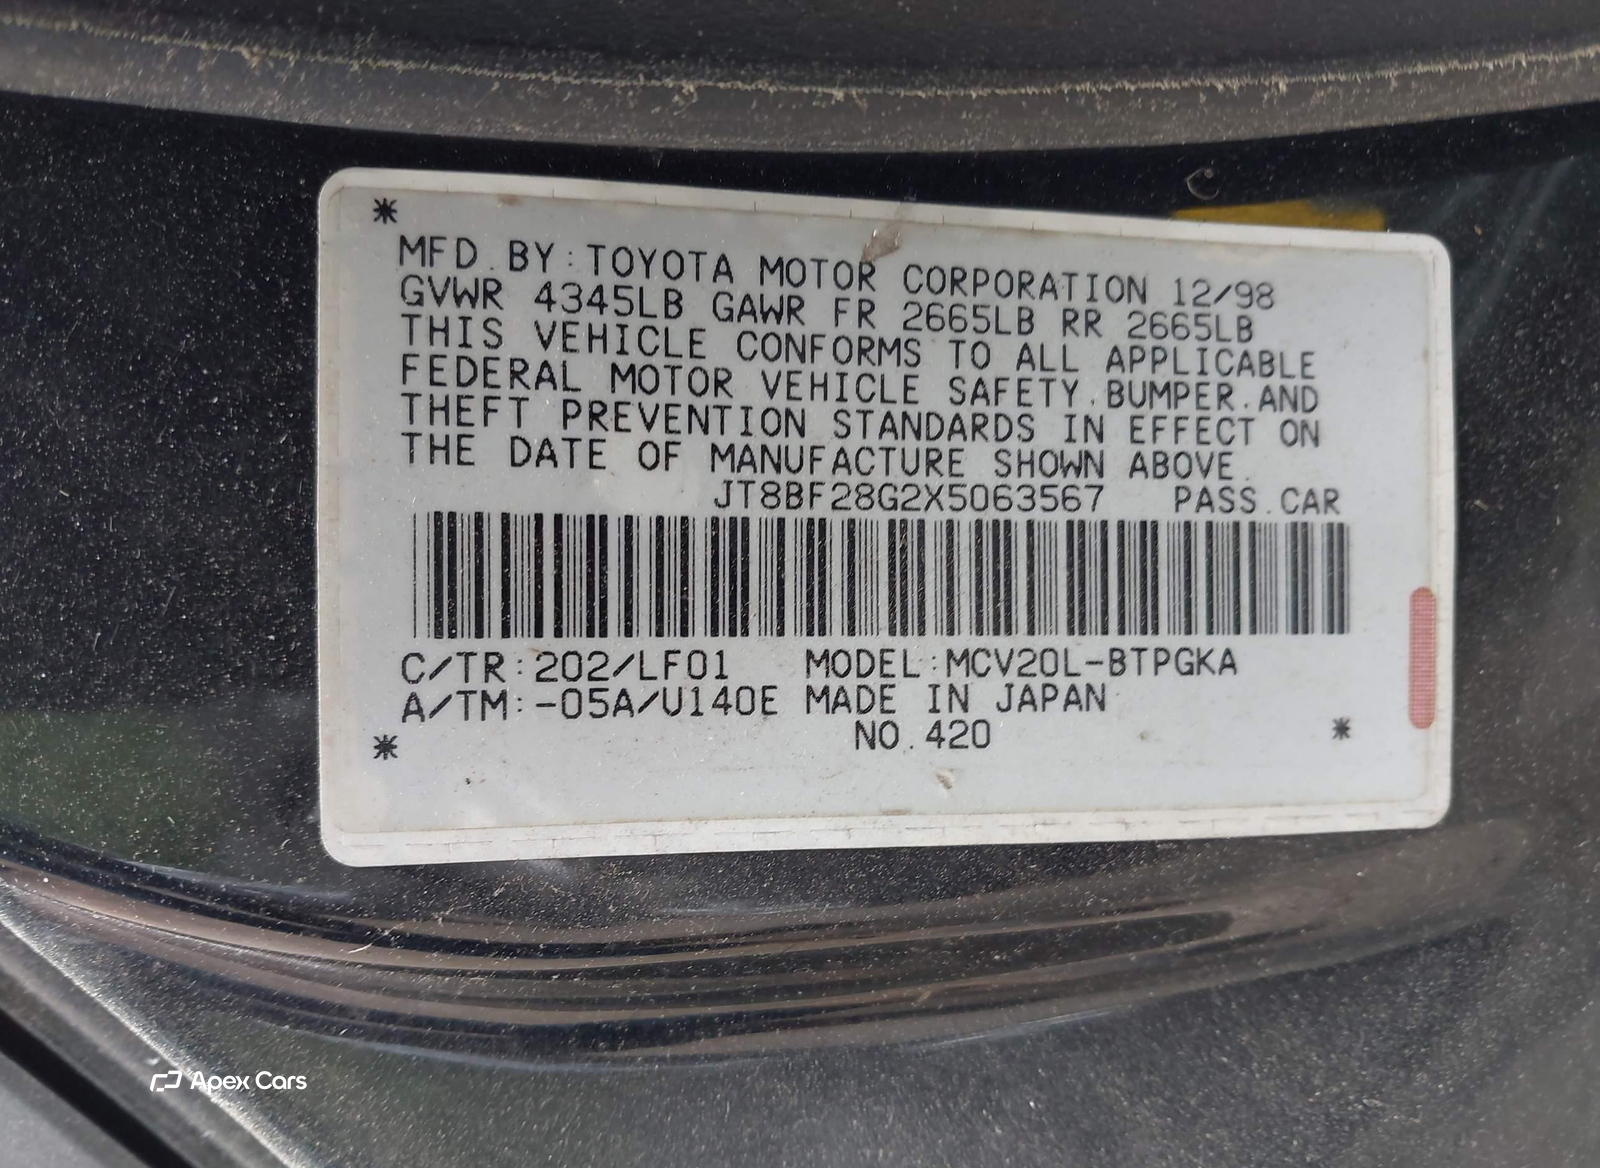 MFD. BY: TOYOTA MOTOR CORPORATION 12/98
GVWR 4345LB GAWR FR 2665LB RR 2665LB
THIS VEHICLE CONFORMS TO ALL APPLICABLE
FEDERAL MOTOR VEHICLE SAFETY, BUMPER, AND
THEFT PREVENTION STANDARDS IN EFFECT ON
THE DATE OF MANUFACTURE SHOWN ABOVE.
JT8BF28G2X5063567 PASS. CAR
C/TR: 202/LF01 MODEL: MCV20L-BTPGKA
A/TM: -05A/U140E MADE IN JAPAN
NO. 420
Apex Cars